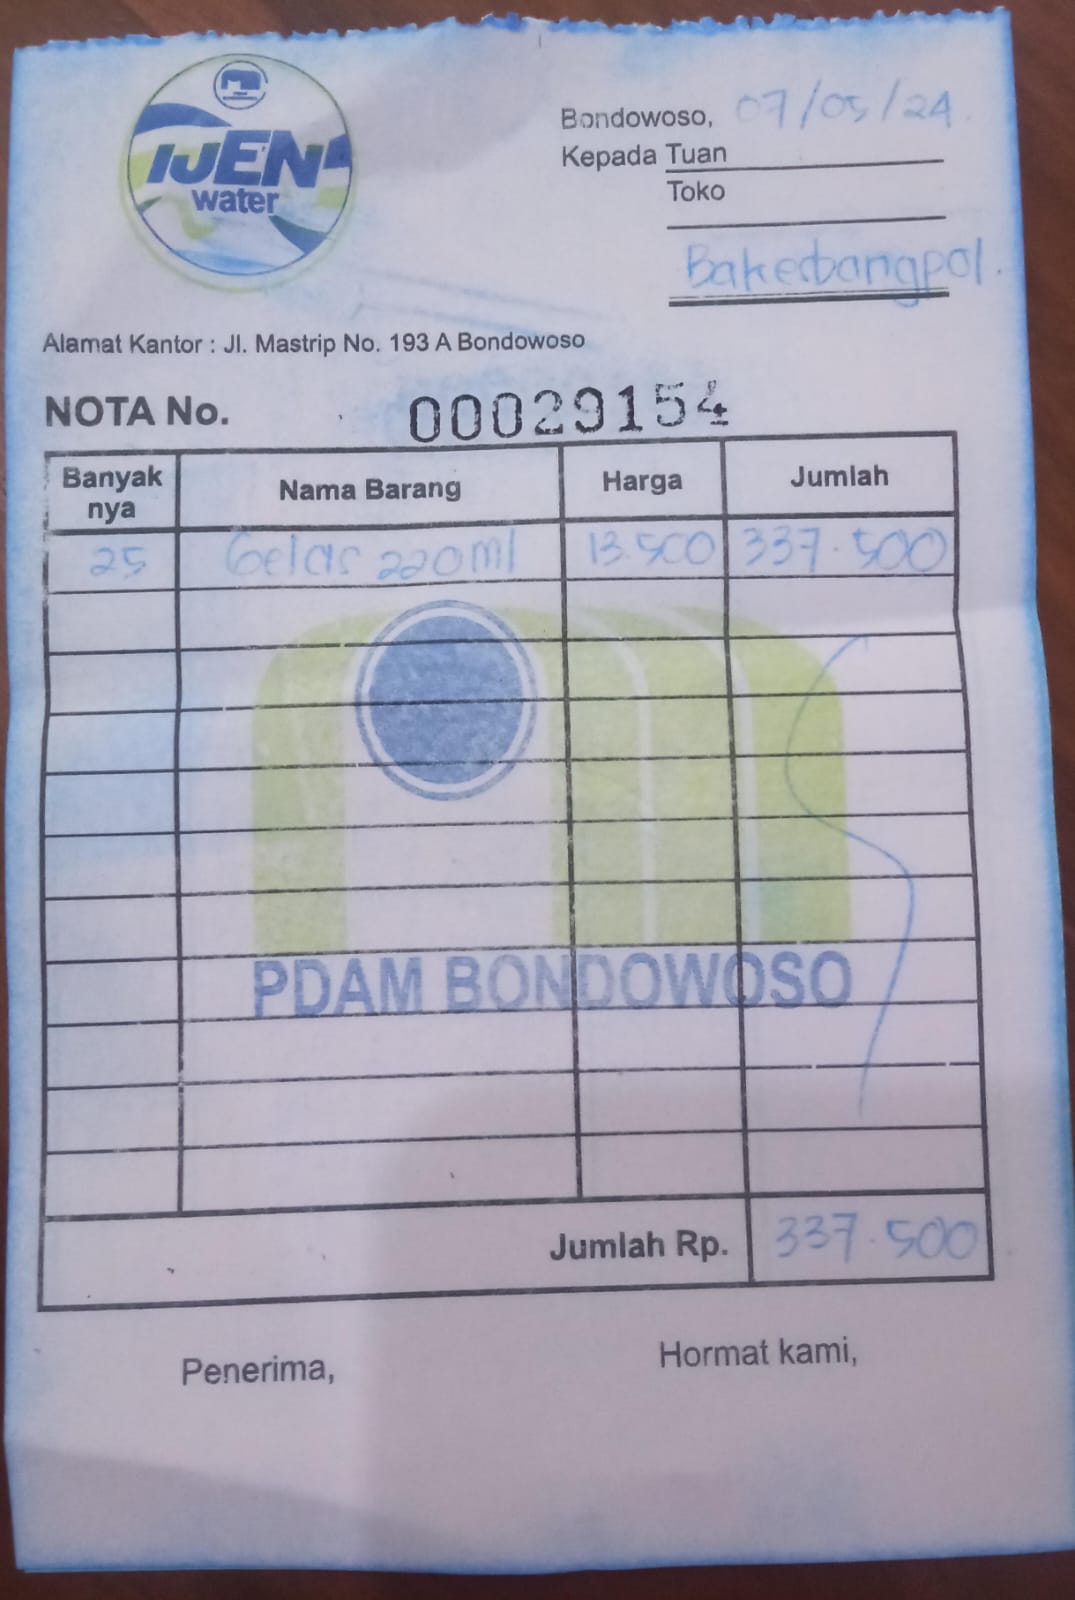 IJEN
water
Bondowoso, 07/05/24.
Kepada Tuan
Toko
Bakesbangpol.
Alamat Kantor : Jl. Mastrip No. 193 A Bondowoso
NOTA No. 00029154
Banyak nya Nama Barang Harga Jumlah
25 Gelas 220 ml 13.500 337.500
PDAM BONDOWOSO
Jumlah Rp. 337.500
Penerima, Hormat kami,